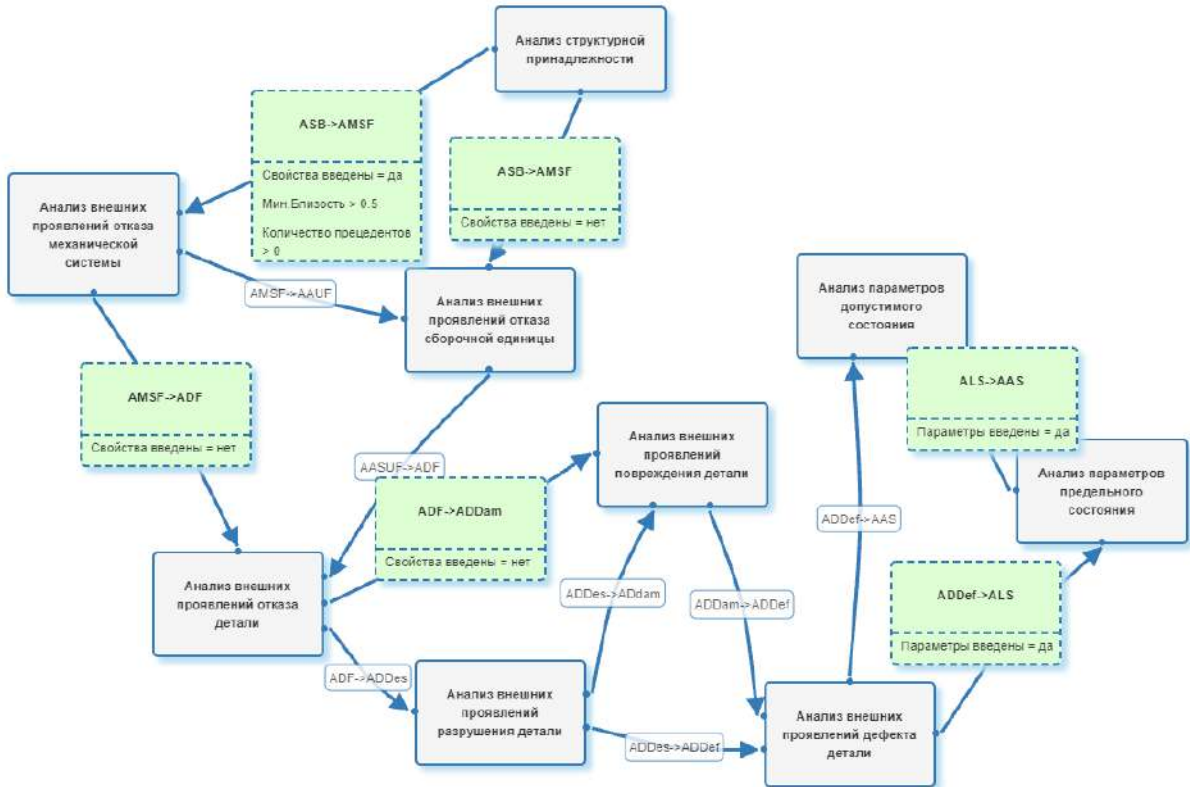 Анализ структурной
принадлежности
ASB->AMSF
Свойства введены = да
Мин.Близость > 0.5
Количество прецедентов
> 0
ASB->AMSF
Свойства введены = нет
Анализ внешних
проявлений отказа
механической
системы
AMSF->AAUF
Анализ внешних
проявлений отказа
сборочной единицы
Анализ параметров
допустимого
состояния
AMSF->ADF
Свойства введены = нет
ALS->AAS
Параметры введены = да
Анализ внешних
проявлений
повреждения детали
AASUF->ADF
Анализ параметров
предельного
состояния
ADF->ADDam
Свойства введены = нет
ADDef->AAS
Анализ внешних
проявлений отказа
детали
ADDes->ADdam
ADDam->ADDef
ADDef->ALS
Параметры введены = да
ADF->ADDes
Анализ внешних
проявлений
разрушения детали
ADDes->ADDef
Анализ внешних
проявлений дефекта
детали